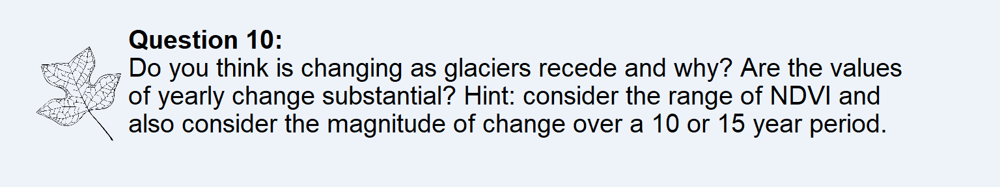 Question 10:
Do you think is changing as glaciers recede and why? Are the values
of yearly change substantial? Hint: consider the range of NDVI and
also consider the magnitude of change over a 10 or 15 year period.